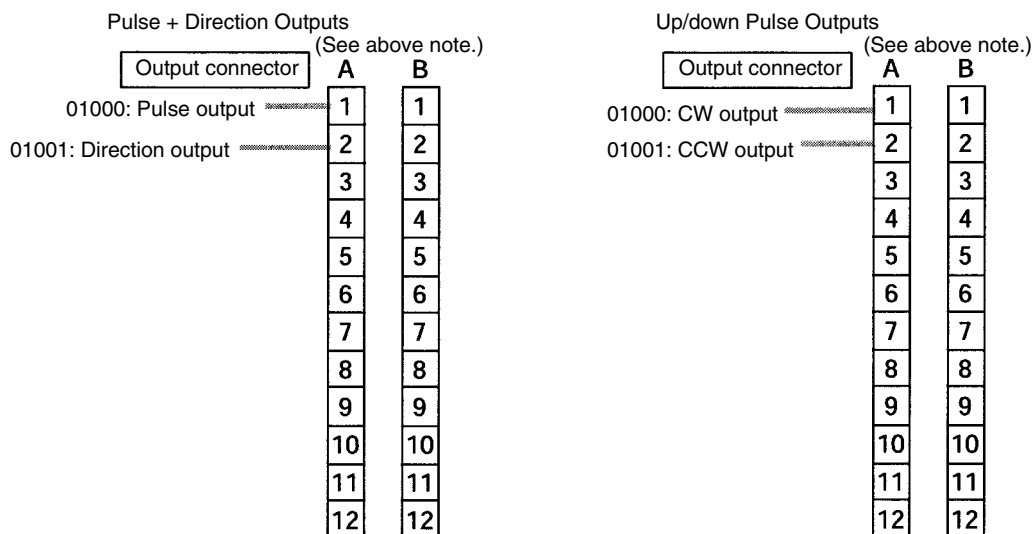 Pulse + Direction Outputs
(See above note.)
Output connector A B
01000: Pulse output 1 1
01001: Direction output 2 2
3 3
4 4
5 5
6 6
7 7
8 8
9 9
10 10
11 11
12 12
Up/down Pulse Outputs
(See above note.)
Output connector A B
01000: CW output 1 1
01001: CCW output 2 2
3 3
4 4
5 5
6 6
7 7
8 8
9 9
10 10
11 11
12 12